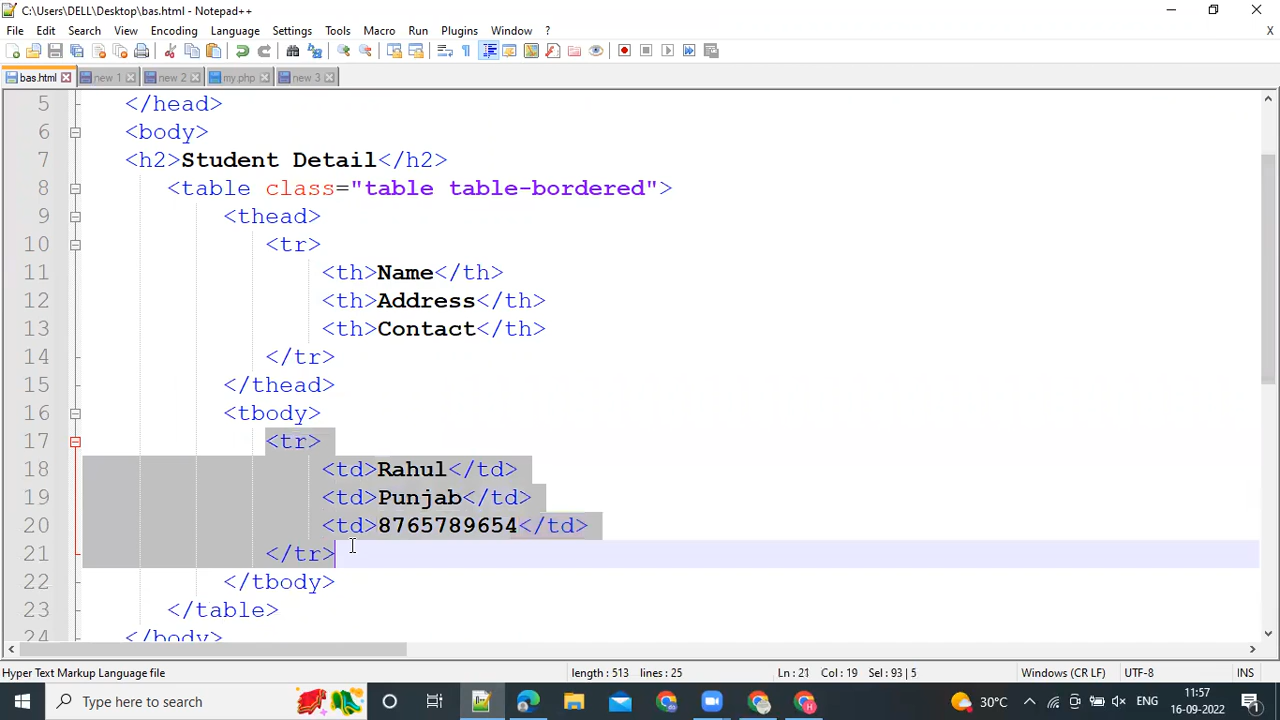 C:\Users\DELL\Desktop\bas.html - Notepad++
File Edit Search View Encoding Language Settings Tools Macro Run Plugins Window ? X
bas.html new 1 new 2 my.php new 3
5 </head>
6 <body>
7 <h2>Student Detail</h2>
8 <table class="table table-bordered">
9 <thead>
10 <tr>
11 <th>Name</th>
12 <th>Address</th>
13 <th>Contact</th>
14 </tr>
15 </thead>
16 <tbody>
17 <tr>
18 <td>Rahul</td>
19 <td>Punjab</td>
20 <td>8765789654</td>
21 </tr>
22 </tbody>
23 </table>
24 </body>
Hyper Text Markup Language file length : 513 lines : 25 Ln : 21 Col : 19 Sel : 93 | 5 Windows (CR LF) UTF-8 INS
Type here to search 30°C ENG 11:57
16-09-2022 1